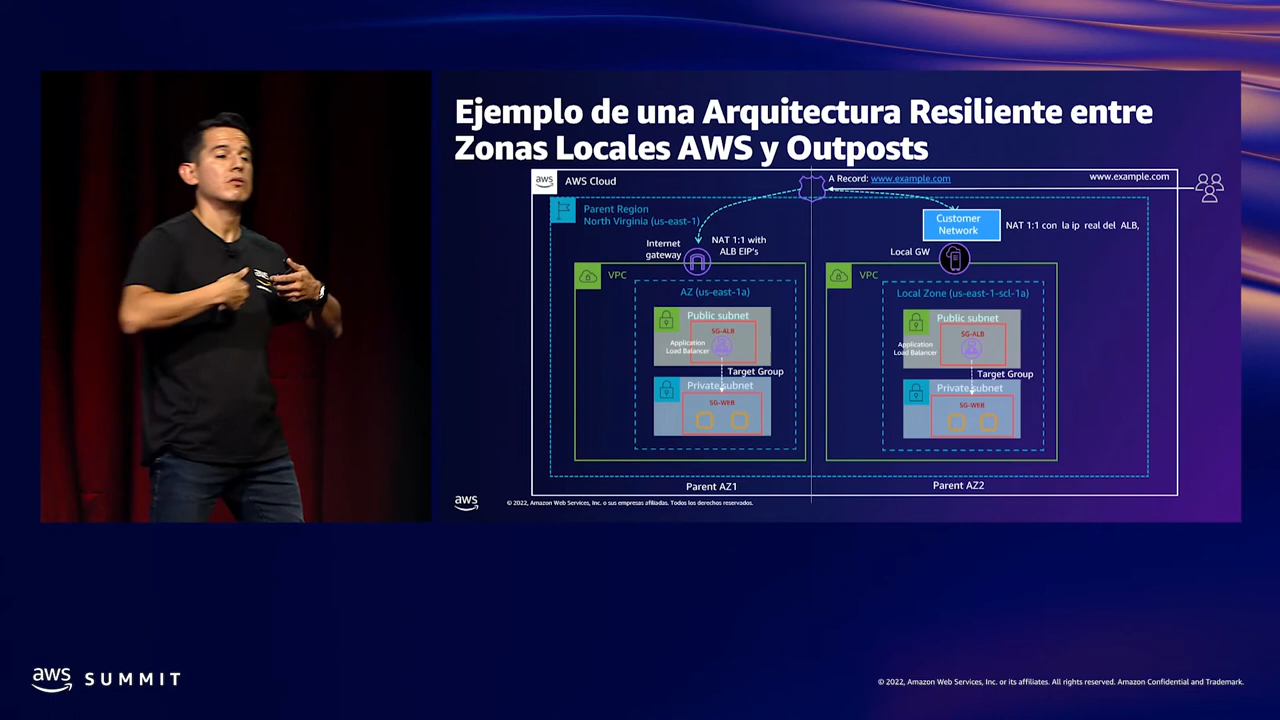 Ejemplo de una Arquitectura Resiliente entre
Zonas Locales AWS y Outposts
aws
AWS Cloud
A Record: www.example.com
www.example.com
Parent Region
North Virginia (us-east-1)
Customer
Network
NAT 1:1 con la ip real del ALB,
Internet
gateway
NAT 1:1 with
ALB EIP's
Local GW
VPC
AZ (us-east-1a)
Public subnet
SG-ALB
Application
Load Balancer
Target Group
Private subnet
SG-WEB
Parent AZ1
VPC
Local Zone (us-east-1-scl-1a)
Public subnet
SG-ALB
Application
Load Balancer
Target Group
Private subnet
SG-WEB
Parent AZ2
aws
© 2022, Amazon Web Services, Inc. o sus empresas afiliadas. Todos los derechos reservados.
aws SUMMIT
© 2022, Amazon Web Services, Inc. or its affiliates. All rights reserved. Amazon Confidential and Trademark.